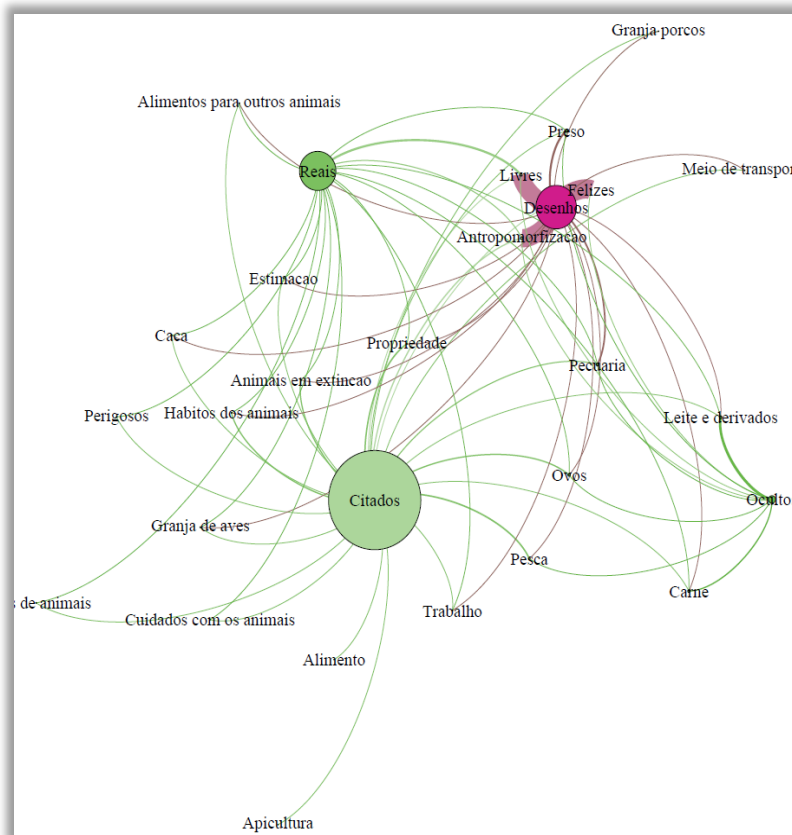 Granja porcos
Alimentos para outros animais
Preso
Reais
Livres
Meio de transpor
Felizes
Desenhos
Antropomorfizacao
Estimacao
Caca
Propriedade
Pecuaria
Animais em extincao
Perigosos
Habitos dos animais
Leite e derivados
Ovos
Citados
Oculto
Granja de aves
Pesca
Carne
s de animais
Trabalho
Cuidados com os animais
Alimento
Apicultura